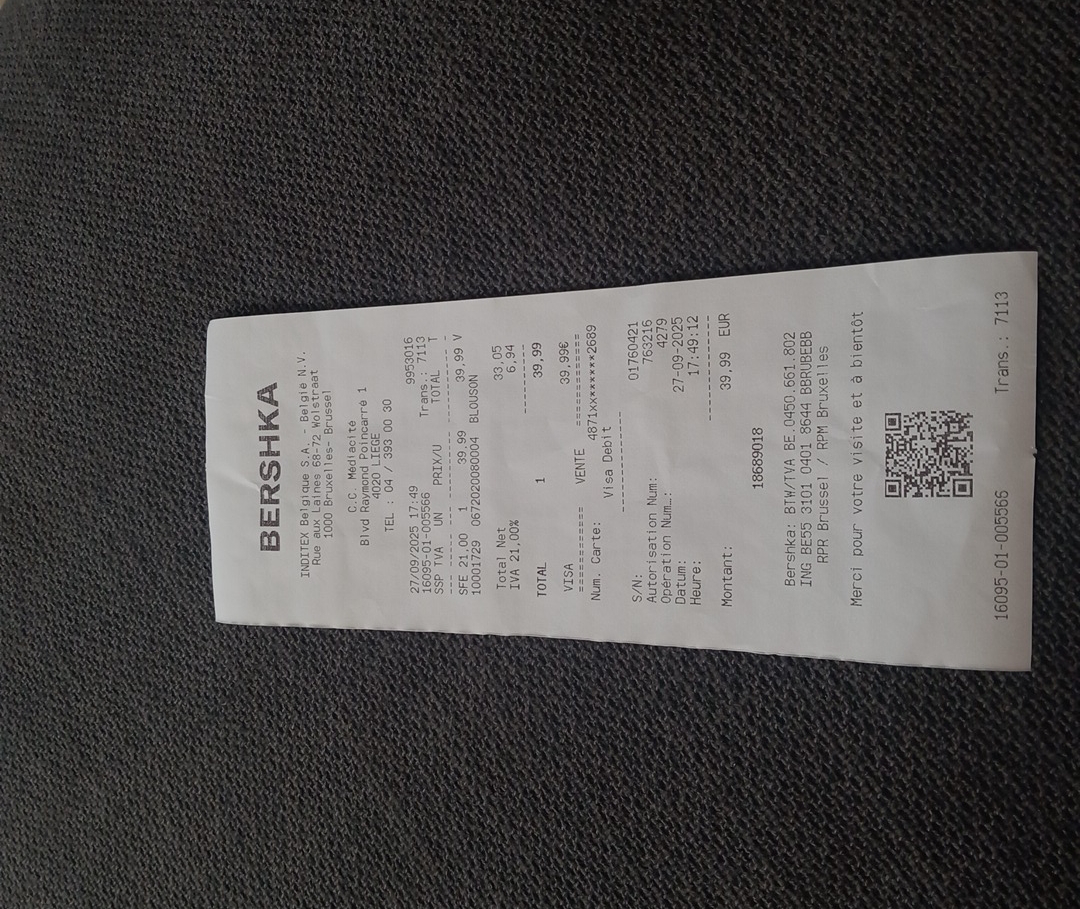 BERSHKA
INDITEX Belgique S.A. - Belgie N.V.
Rue aux Laines 68-72 Wolstraat
1000 Bruxelles- Brussel
C.C. Médiacité
Blvd Raymond Poincarré 1
4020 LIEGE
TEL : 04 / 393 00 30
27/09/2025 17:49 9953016
16095-01-005566 Trans.: 7113
SSP TVA UN PRIX/U TOTAL T
SFE 21,00 1 39.99 39,99 V
10001729 06720200080004 BLOUSON
Total Net 33,05
IVA 21,00% 6,94
TOTAL 1 39,99
VISA 39,99€
============ VENTE ============
Num. Carte: 4871xx*******2689
Visa Debit
S/N: 01760421
Autorisation Num: 763216
Opération Num.: 4279
Datum: 27-09-2025
Heure: 17:49:12
Montant: 39,99 EUR
18689018
Bershka: BTW/TVA BE.0450.661.802
ING BE55 3101 0401 8644 BBRUBEBB
RPR Brussel / RPM Bruxelles
Merci pour votre visite et à bientôt
16095-01-005565 Trans.: 7113